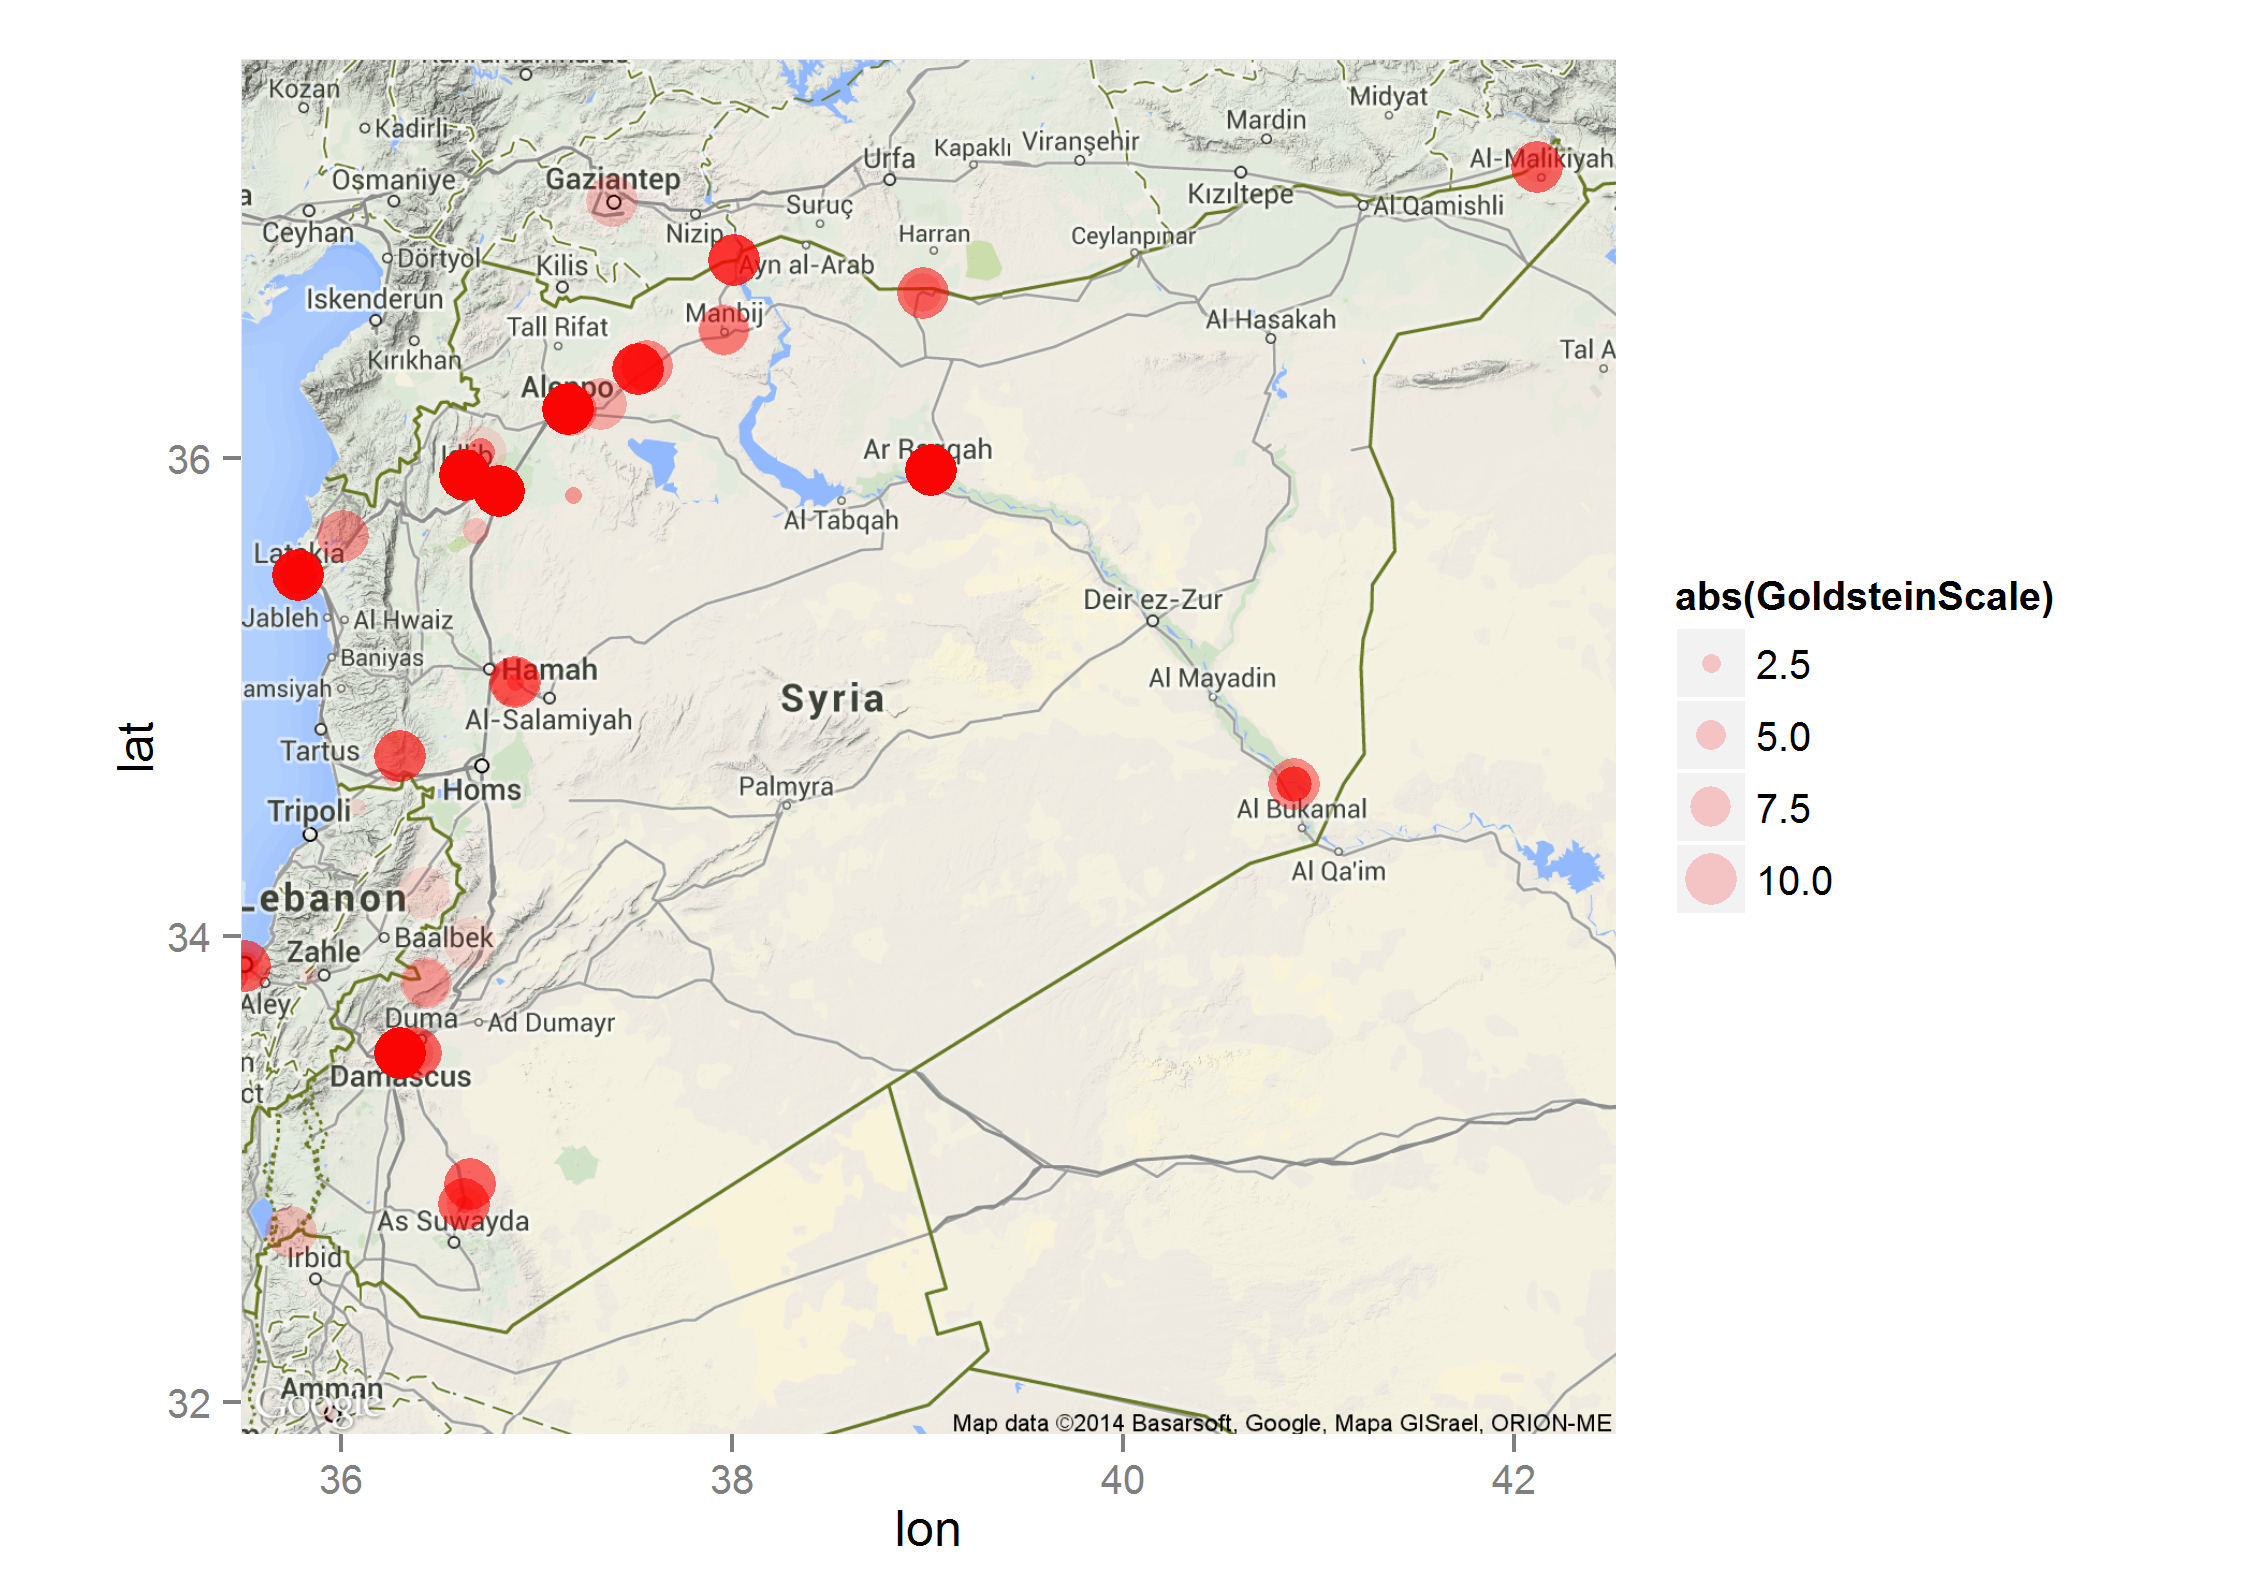 Kozan
Kadirli
Midyat
Mardin
Viranşehir
Kapaklı
Urfa
Al-Malikiyah
Osmaniye
Gaziantep
Kızıltepe
Al Qamishli
a
Ceyhan
Nizip
Suruç
Harran
Ceylanpınar
Dörtyol
Kilis
Ayn al-Arab
Iskenderun
Manbij
Tall Rifat
Al Hasakah
Kırıkhan
Tal A
Aleppo
Idlib
Ar Raqqah
36
Al Tabqah
Latakia
Jableh
Al Hwaiz
Deir ez-Zur
Baniyas
Hamah
amsiyah
Al Mayadin
Syria
Al-Salamiyah
Tartus
Homs
Palmyra
Tripoli
Al Bukamal
Al Qa'im
Lebanon
34
Baalbek
Zahle
Aley
Duma
Ad Dumayr
n
ct
Damascus
As Suwayda
Irbid
Amman
Google
32
Map data ©2014 Basarsoft, Google, Mapa GISrael, ORION-ME
36 38 40 42
lon
lat
abs(GoldsteinScale)
2.5
5.0
7.5
10.0